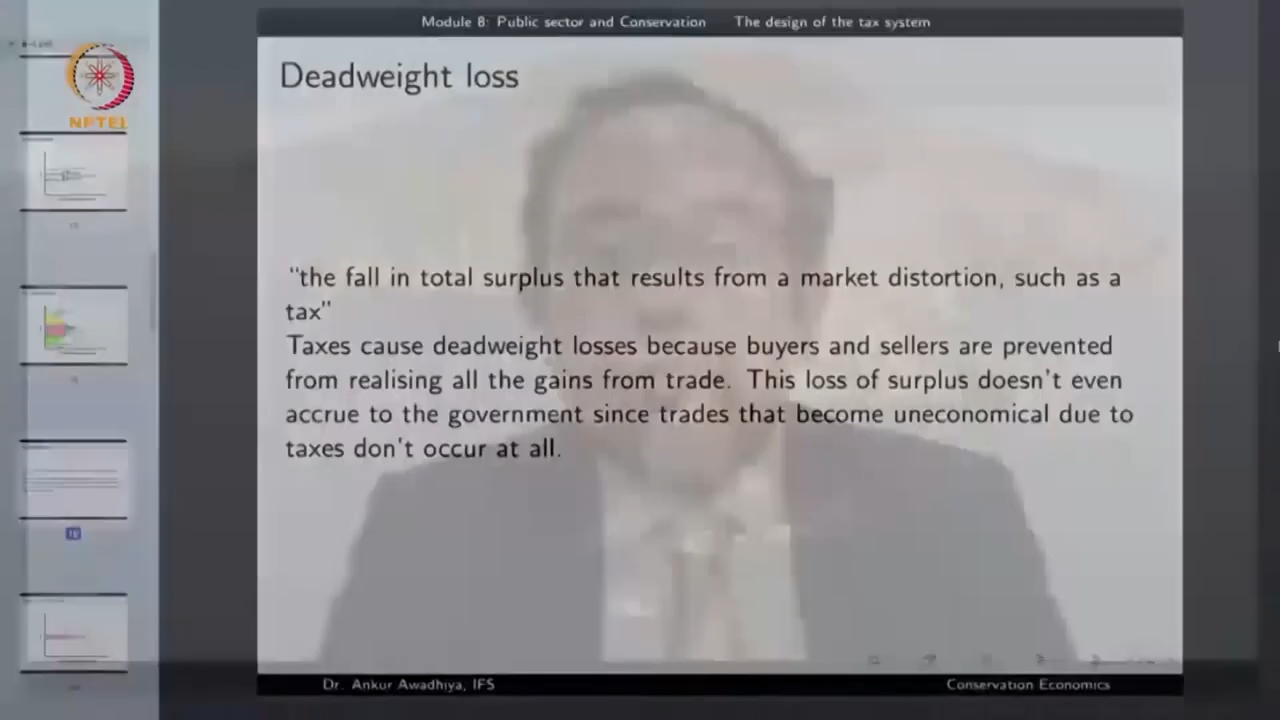 Module 8: Public sector and Conservation The design of the tax system
NPTEL
Deadweight loss
"the fall in total surplus that results from a market distortion, such as a
tax"
Taxes cause deadweight losses because buyers and sellers are prevented
from realising all the gains from trade. This loss of surplus doesn't even
accrue to the government since trades that become uneconomical due to
taxes don't occur at all.
Dr. Ankur Awadhiya, IFS Conservation Economics